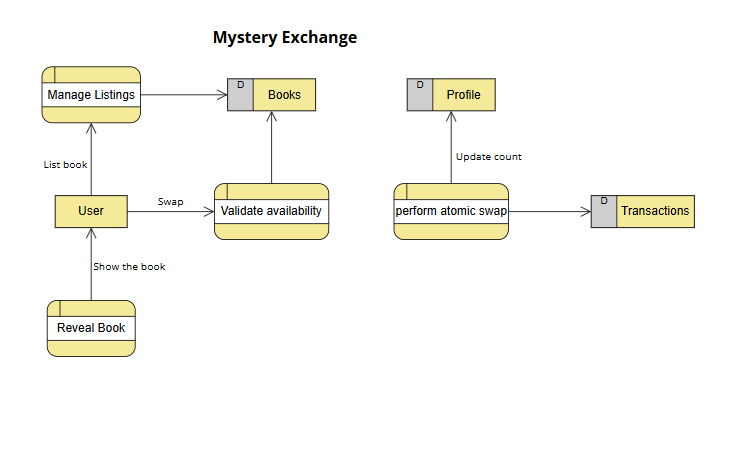 Mystery Exchange
D
Books
D
Profile
Manage Listings
List book
Update count
User
Swap
Validate availability
perform atomic swap
D
Transactions
Show the book
Reveal Book